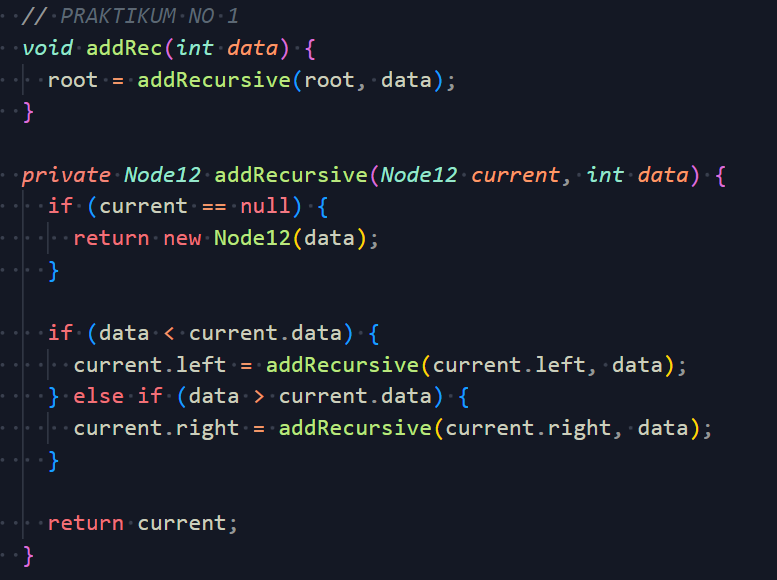 // PRAKTIKUM NO 1
void addRec(int data) {
root = addRecursive(root, data);
}
private Node12 addRecursive(Node12 current, int data) {
if (current == null) {
return new Node12(data);
}
if (data < current.data) {
current.left = addRecursive(current.left, data);
} else if (data > current.data) {
current.right = addRecursive(current.right, data);
}
return current;
}